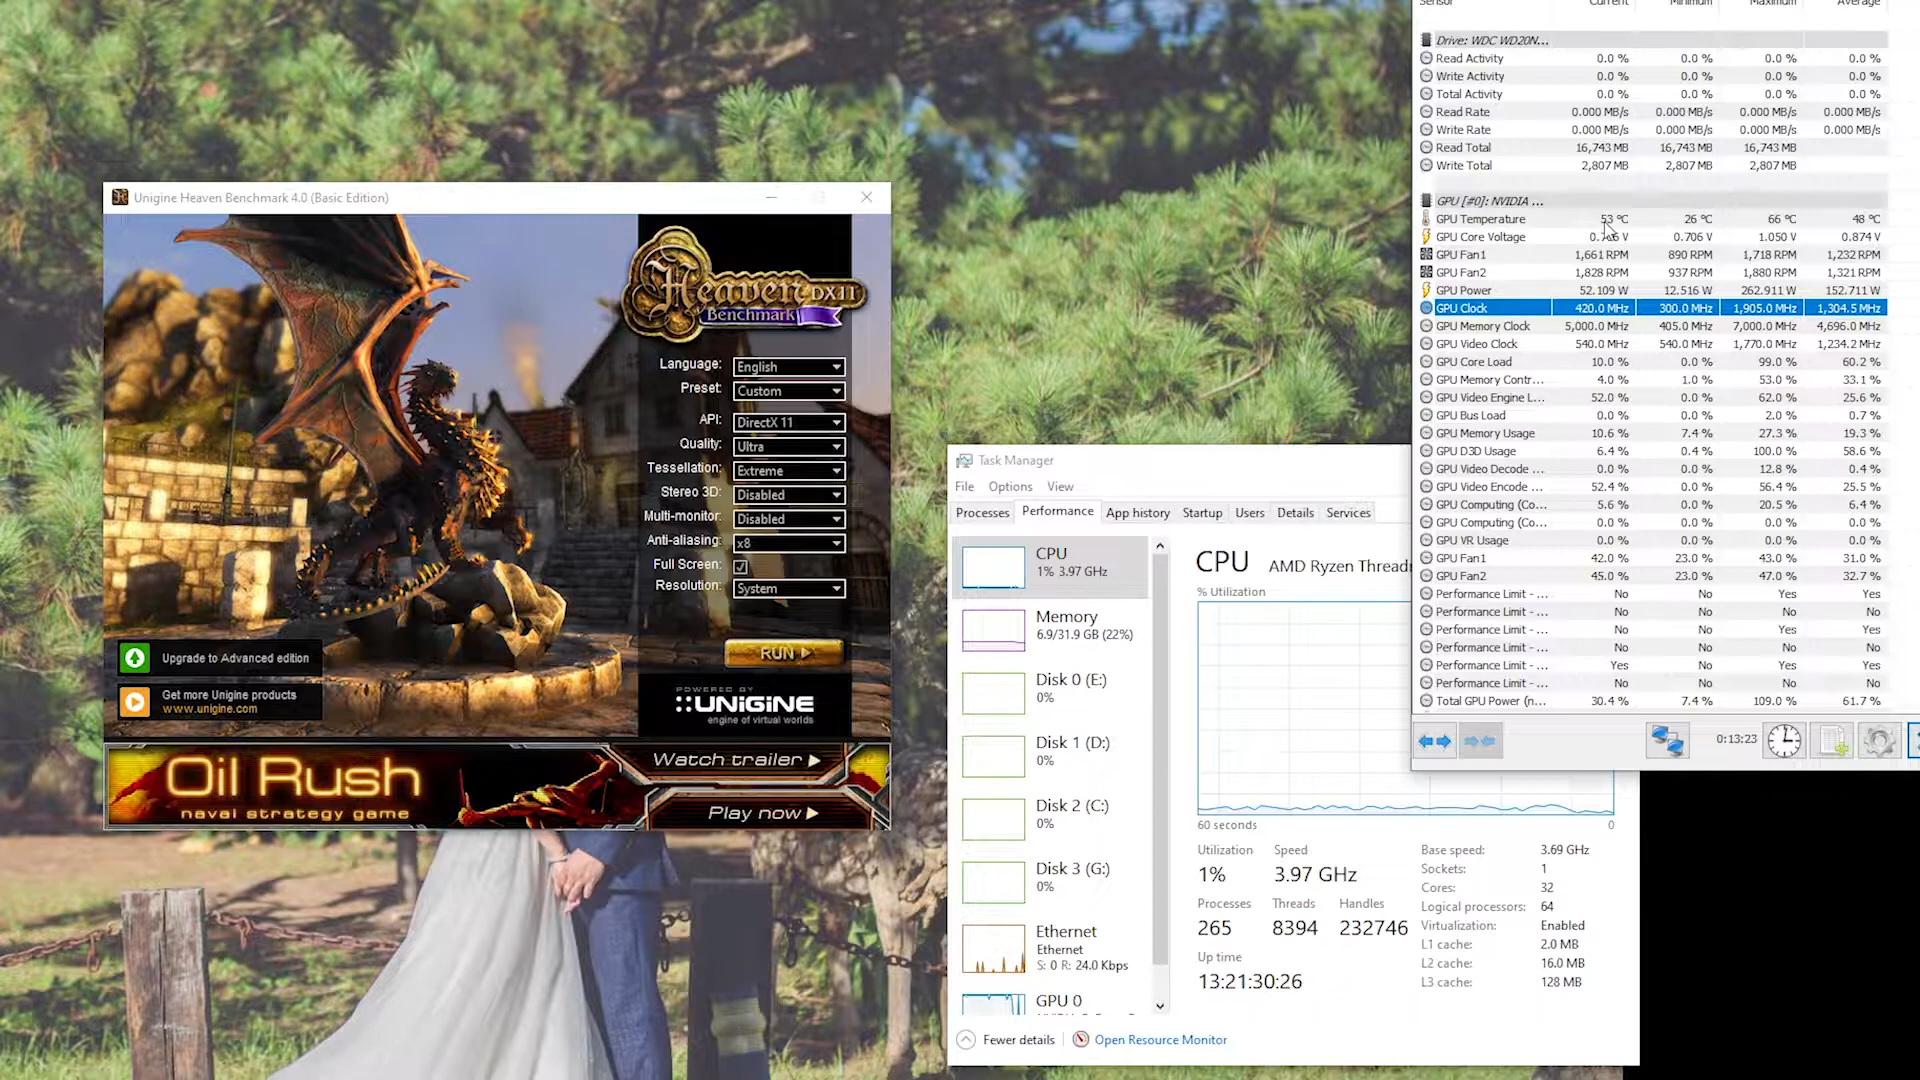 Unigine Heaven Benchmark 4.0 (Basic Edition)
Heaven DX11
Benchmark
Language: English
Preset: Custom
API: DirectX 11
Quality: Ultra
Tessellation: Extreme
Stereo 3D: Disabled
Multi-monitor: Disabled
Anti-aliasing: x8
Full Screen:
Resolution: System
RUN
Upgrade to Advanced edition
Get more Unigine products
www.unigine.com
POWERED BY
UNiGiNE
engine of virtual worlds
Oil Rush
naval strategy game
Watch trailer
Play now
Task Manager
File Options View
Processes Performance App history Startup Users Details Services
CPU
1% 3.97 GHz
Memory
6.9/31.9 GB (22%)
Disk 0 (E:)
0%
Disk 1 (D:)
0%
Disk 2 (C:)
0%
Disk 3 (G:)
0%
Ethernet
Ethernet
S: 0 R: 24.0 Kbps
GPU 0
CPU AMD Ryzen Threadr
% Utilization
60 seconds 0
Utilization Speed
1% 3.97 GHz
Processes Threads Handles
265 8394 232746
Up time
13:21:30:26
Base speed: 3.69 GHz
Sockets: 1
Cores: 32
Logical processors: 64
Virtualization: Enabled
L1 cache: 2.0 MB
L2 cache: 16.0 MB
L3 cache: 128 MB
Fewer details Open Resource Monitor
Sensor Current Minimum Maximum Average
Drive: WDC WD20N...
Read Activity 0.0 % 0.0 % 0.0 % 0.0 %
Write Activity 0.0 % 0.0 % 0.0 % 0.0 %
Total Activity 0.0 % 0.0 % 0.0 % 0.0 %
Read Rate 0.000 MB/s 0.000 MB/s 0.000 MB/s 0.000 MB/s
Write Rate 0.000 MB/s 0.000 MB/s 0.000 MB/s 0.000 MB/s
Read Total 16,743 MB 16,743 MB 16,743 MB
Write Total 2,807 MB 2,807 MB 2,807 MB
GPU [#0]: NVIDIA ...
GPU Temperature 53 °C 26 °C 66 °C 48 °C
GPU Core Voltage V 0.706 V 1.050 V 0.874 V
GPU Fan1 1,661 RPM 890 RPM 1,718 RPM 1,232 RPM
GPU Fan2 1,828 RPM 937 RPM 1,880 RPM 1,321 RPM
GPU Power 52.109 W 12.516 W 262.911 W 152.711 W
GPU Clock 420.0 MHz 300.0 MHz 1,905.0 MHz 1,304.5 MHz
GPU Memory Clock 5,000.0 MHz 405.0 MHz 7,000.0 MHz 4,696.0 MHz
GPU Video Clock 540.0 MHz 540.0 MHz 1,770.0 MHz 1,234.2 MHz
GPU Core Load 10.0 % 0.0 % 99.0 % 60.2 %
GPU Memory Contr... 4.0 % 1.0 % 53.0 % 33.1 %
GPU Video Engine L... 52.0 % 0.0 % 62.0 % 25.6 %
GPU Bus Load 0.0 % 0.0 % 2.0 % 0.7 %
GPU Memory Usage 10.6 % 7.4 % 27.3 % 19.3 %
GPU D3D Usage 6.4 % 0.4 % 100.0 % 58.6 %
GPU Video Decode ... 0.0 % 0.0 % 12.8 % 0.4 %
GPU Video Encode ... 52.4 % 0.0 % 56.4 % 25.5 %
GPU Computing (Co... 5.6 % 0.0 % 20.5 % 6.4 %
GPU Computing (Co... 0.0 % 0.0 % 0.0 % 0.0 %
GPU VR Usage 0.0 % 0.0 % 0.0 % 0.0 %
GPU Fan1 42.0 % 23.0 % 43.0 % 31.0 %
GPU Fan2 45.0 % 23.0 % 47.0 % 32.7 %
Performance Limit - ... No No Yes Yes
Performance Limit - ... No No No No
Performance Limit - ... No No Yes Yes
Performance Limit - ... No No No No
Performance Limit - ... Yes No Yes Yes
Performance Limit - ... No No No No
Total GPU Power (n... 30.4 % 7.4 % 109.0 % 61.7 %
0:13:23